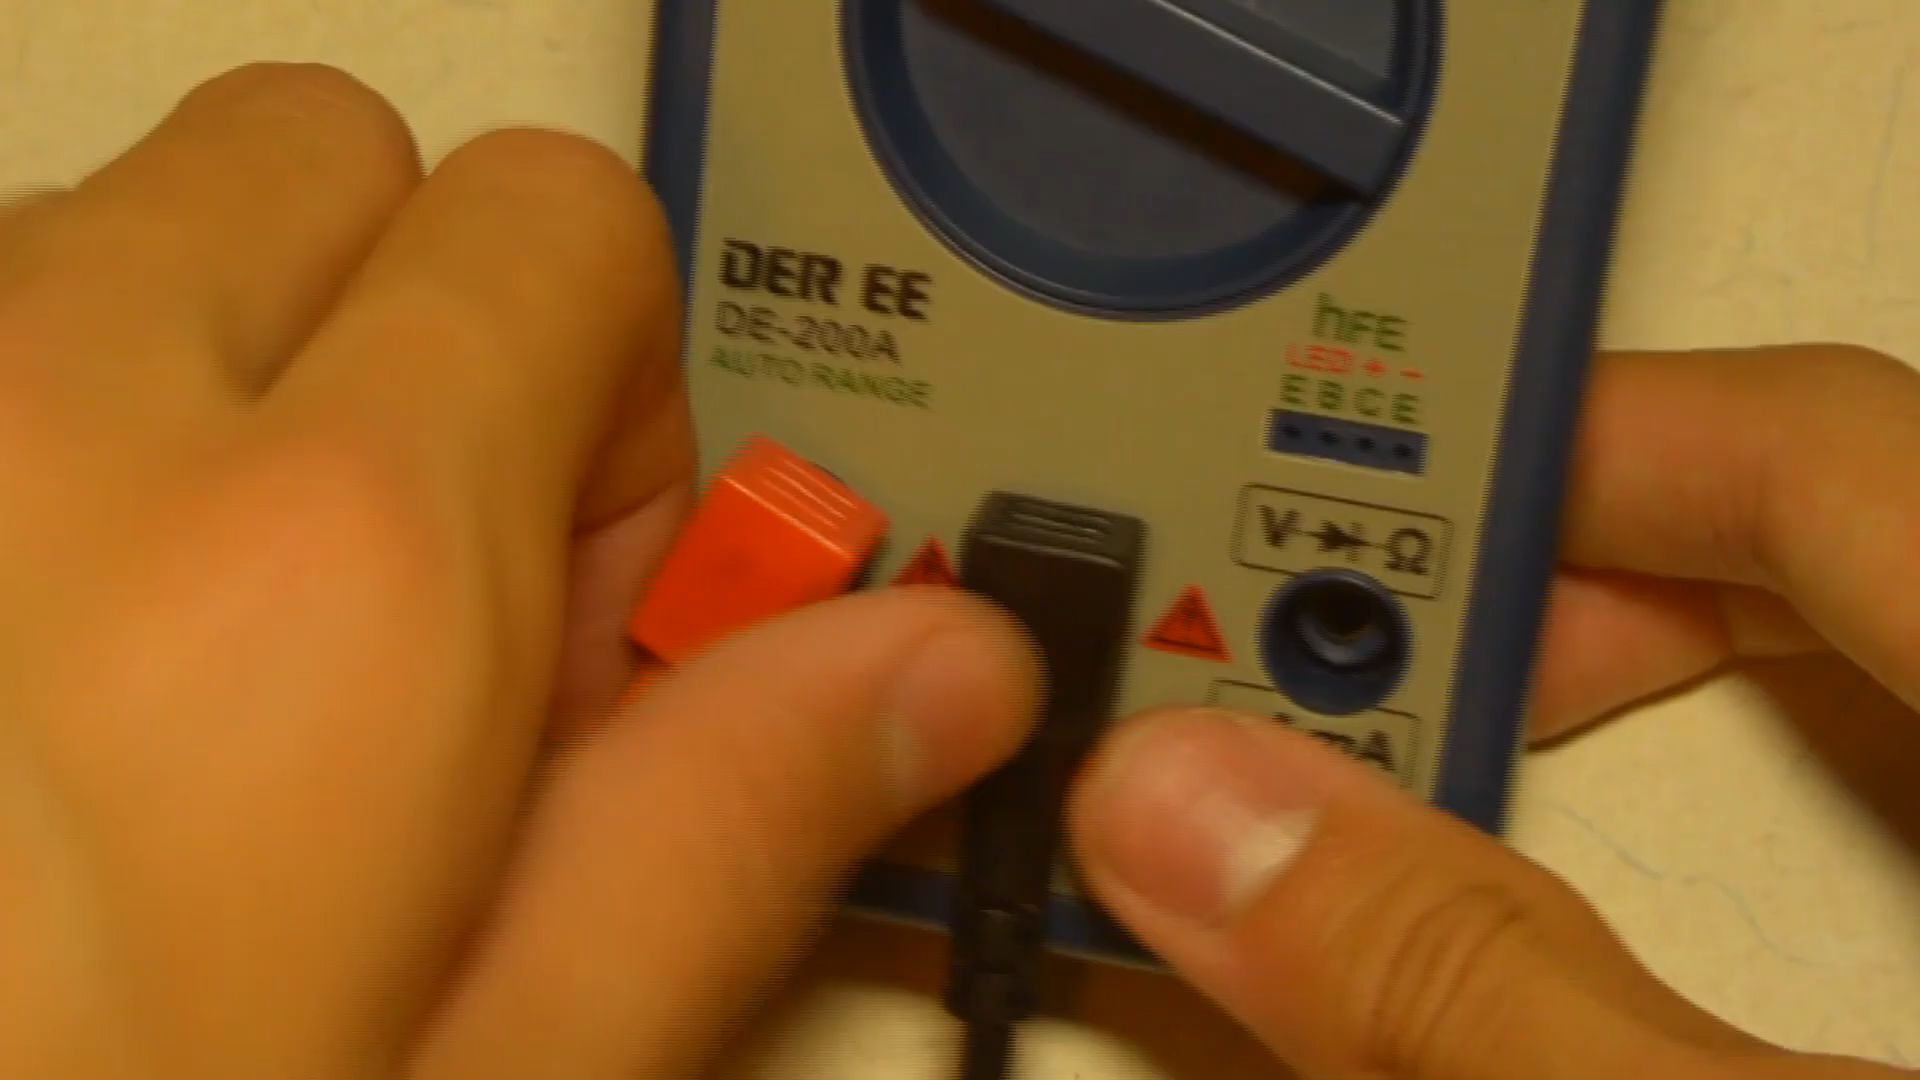 DER EE
DE-200A
AUTO RANGE
hFE
LED + -
E B C E
V Ω